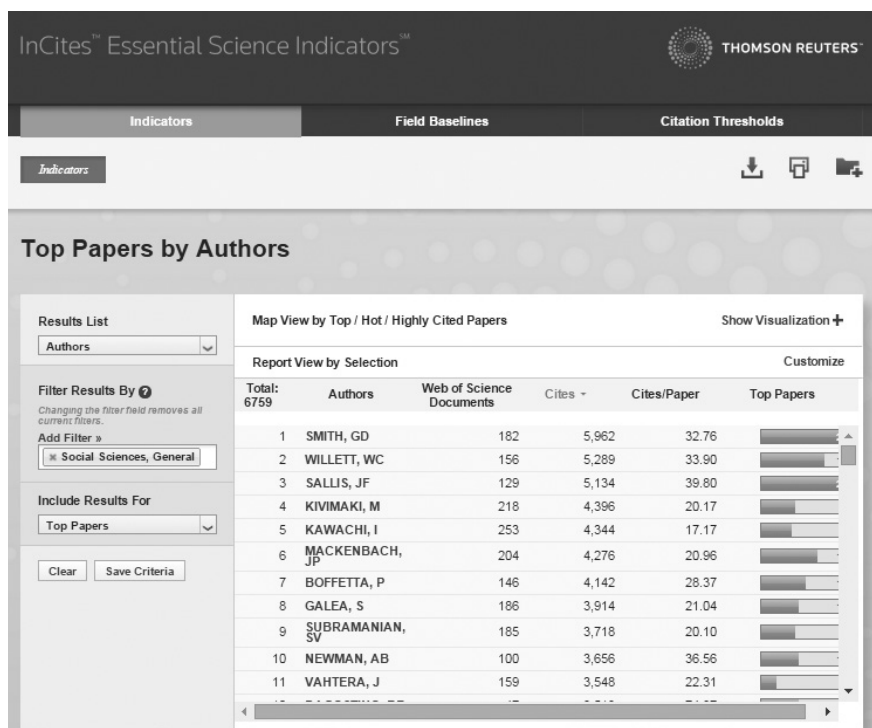 InCites™ Essential Science Indicators℠
THOMSON REUTERS™
Indicators Field Baselines Citation Thresholds
Indicators
Top Papers by Authors
Results List
Authors
Filter Results By ?
Changing the filter field removes all
current filters.
Add Filter »
× Social Sciences, General
Include Results For
Top Papers
Clear Save Criteria
Map View by Top / Hot / Highly Cited Papers Show Visualization +
Report View by Selection Customize
Total: 6759 Authors Web of Science Documents Cites Cites/Paper Top Papers
1 SMITH, GD 182 5,962 32.76
2 WILLETT, WC 156 5,289 33.90
3 SALLIS, JF 129 5,134 39.80
4 KIVIMAKI, M 218 4,396 20.17
5 KAWACHI, I 253 4,344 17.17
6 MACKENBACH, JP 204 4,276 20.96
7 BOFFETTA, P 146 4,142 28.37
8 GALEA, S 186 3,914 21.04
9 SUBRAMANIAN, SV 185 3,718 20.10
10 NEWMAN, AB 100 3,656 36.56
11 VAHTERA, J 159 3,548 22.31